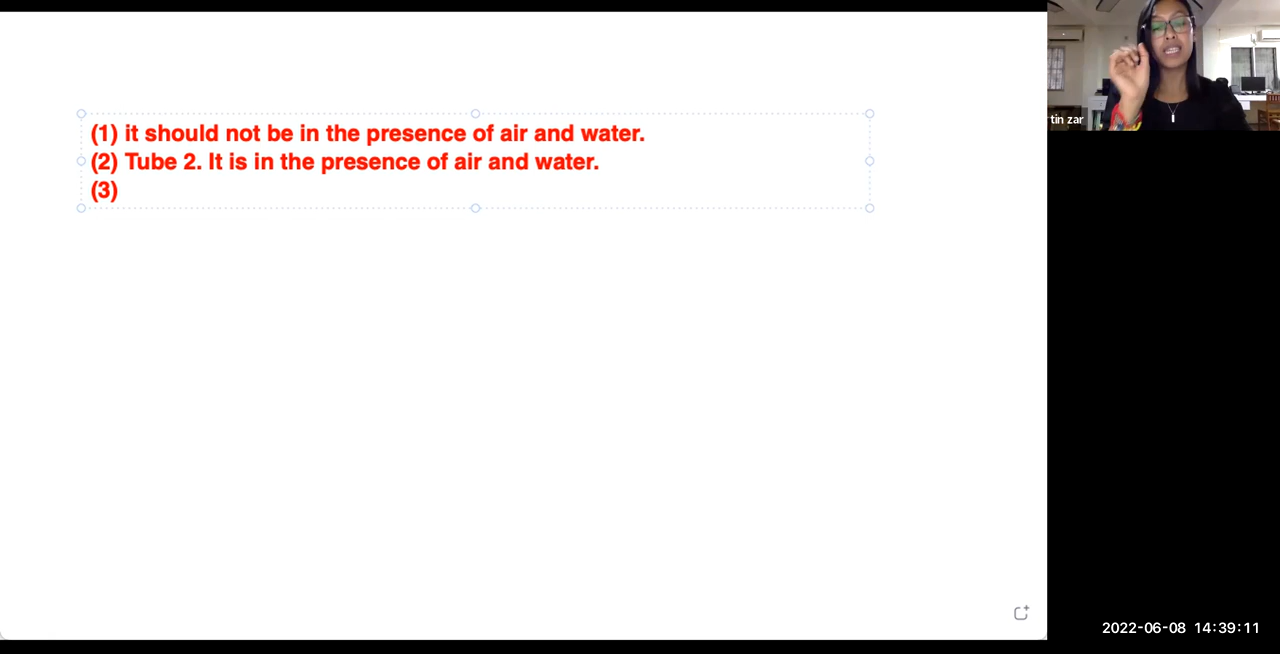 (1) it should not be in the presence of air and water.
(2) Tube 2. It is in the presence of air and water.
(3)
tin zar
2022-06-08 14:39:11